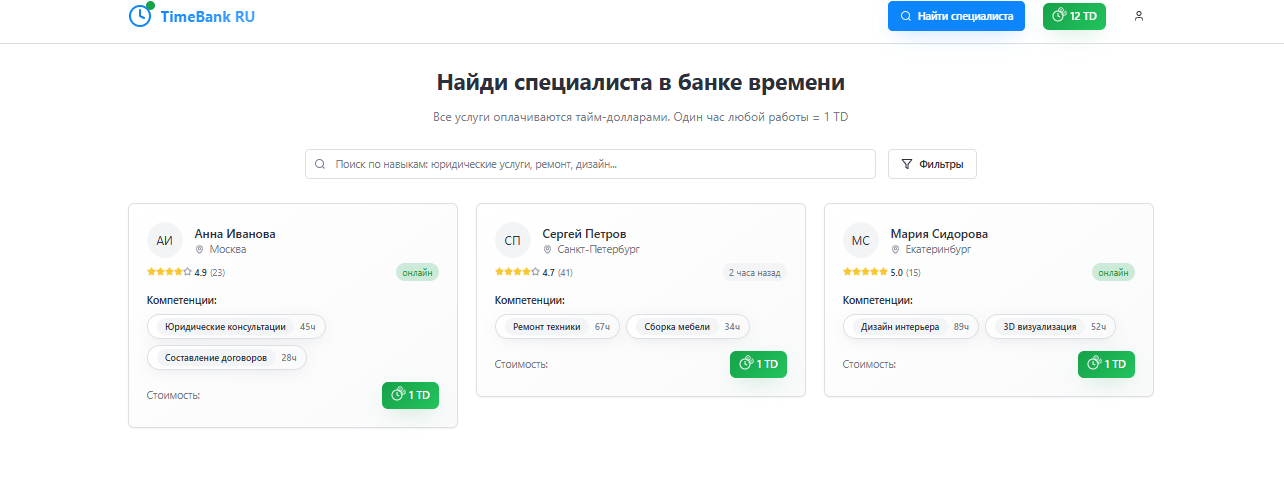 TimeBank RU
Найти специалиста
12 TD
Найди специалиста в банке времени
Все услуги оплачиваются тайм-долларами. Один час любой работы = 1 TD
Поиск по навыкам: юридические услуги, ремонт, дизайн...
Фильтры
АИ
Анна Иванова
Москва
4.9 (23)
онлайн
Компетенции:
Юридические консультации 45ч
Составление договоров 28ч
Стоимость:
1 TD
СП
Сергей Петров
Санкт-Петербург
4.7 (41)
2 часа назад
Компетенции:
Ремонт техники 67ч
Сборка мебели 34ч
Стоимость:
1 TD
МС
Мария Сидорова
Екатеринбург
5.0 (15)
онлайн
Компетенции:
Дизайн интерьера 89ч
3D визуализация 52ч
Стоимость:
1 TD